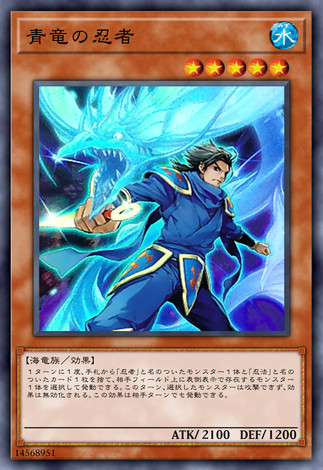 青竜の忍者
水
【海竜族／効果】
１ターンに１度、手札から「忍者」と名のついたモンスター１体と「忍法」と名の
ついたカード１枚を捨て、相手フィールド上に表側表示で存在するモンスター
１体を選択して発動できる。このターン、選択したモンスターは攻撃できず、効
果は無効化される。この効果は相手ターンでも発動できる。
ATK/ 2100 DEF/1200
14568951